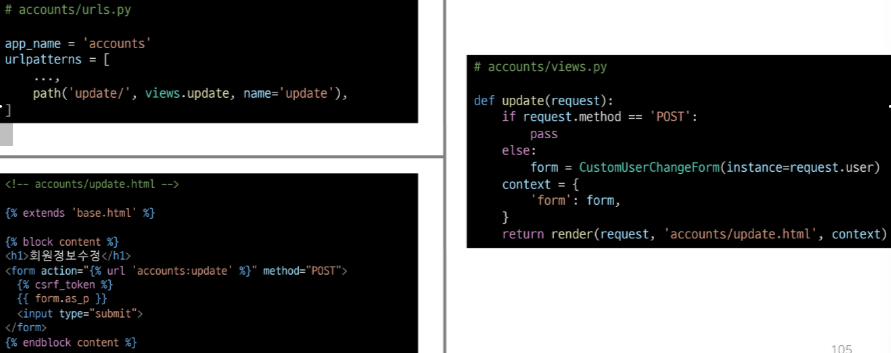 # accounts/urls.py
app_name = 'accounts'
urlpatterns = [
    ...,
    path('update/', views.update, name='update'),
]
<!-- accounts/update.html -->
{% extends 'base.html' %}
{% block content %}
<h1>회원정보수정</h1>
<form action="{% url 'accounts:update' %}" method="POST">
  {% csrf_token %}
  {{ form.as_p }}
  <input type="submit">
</form>
{% endblock content %}
# accounts/views.py
def update(request):
    if request.method == 'POST':
        pass
    else:
        form = CustomUserChangeForm(instance=request.user)
    context = {
        'form': form,
    }
    return render(request, 'accounts/update.html', context)
105